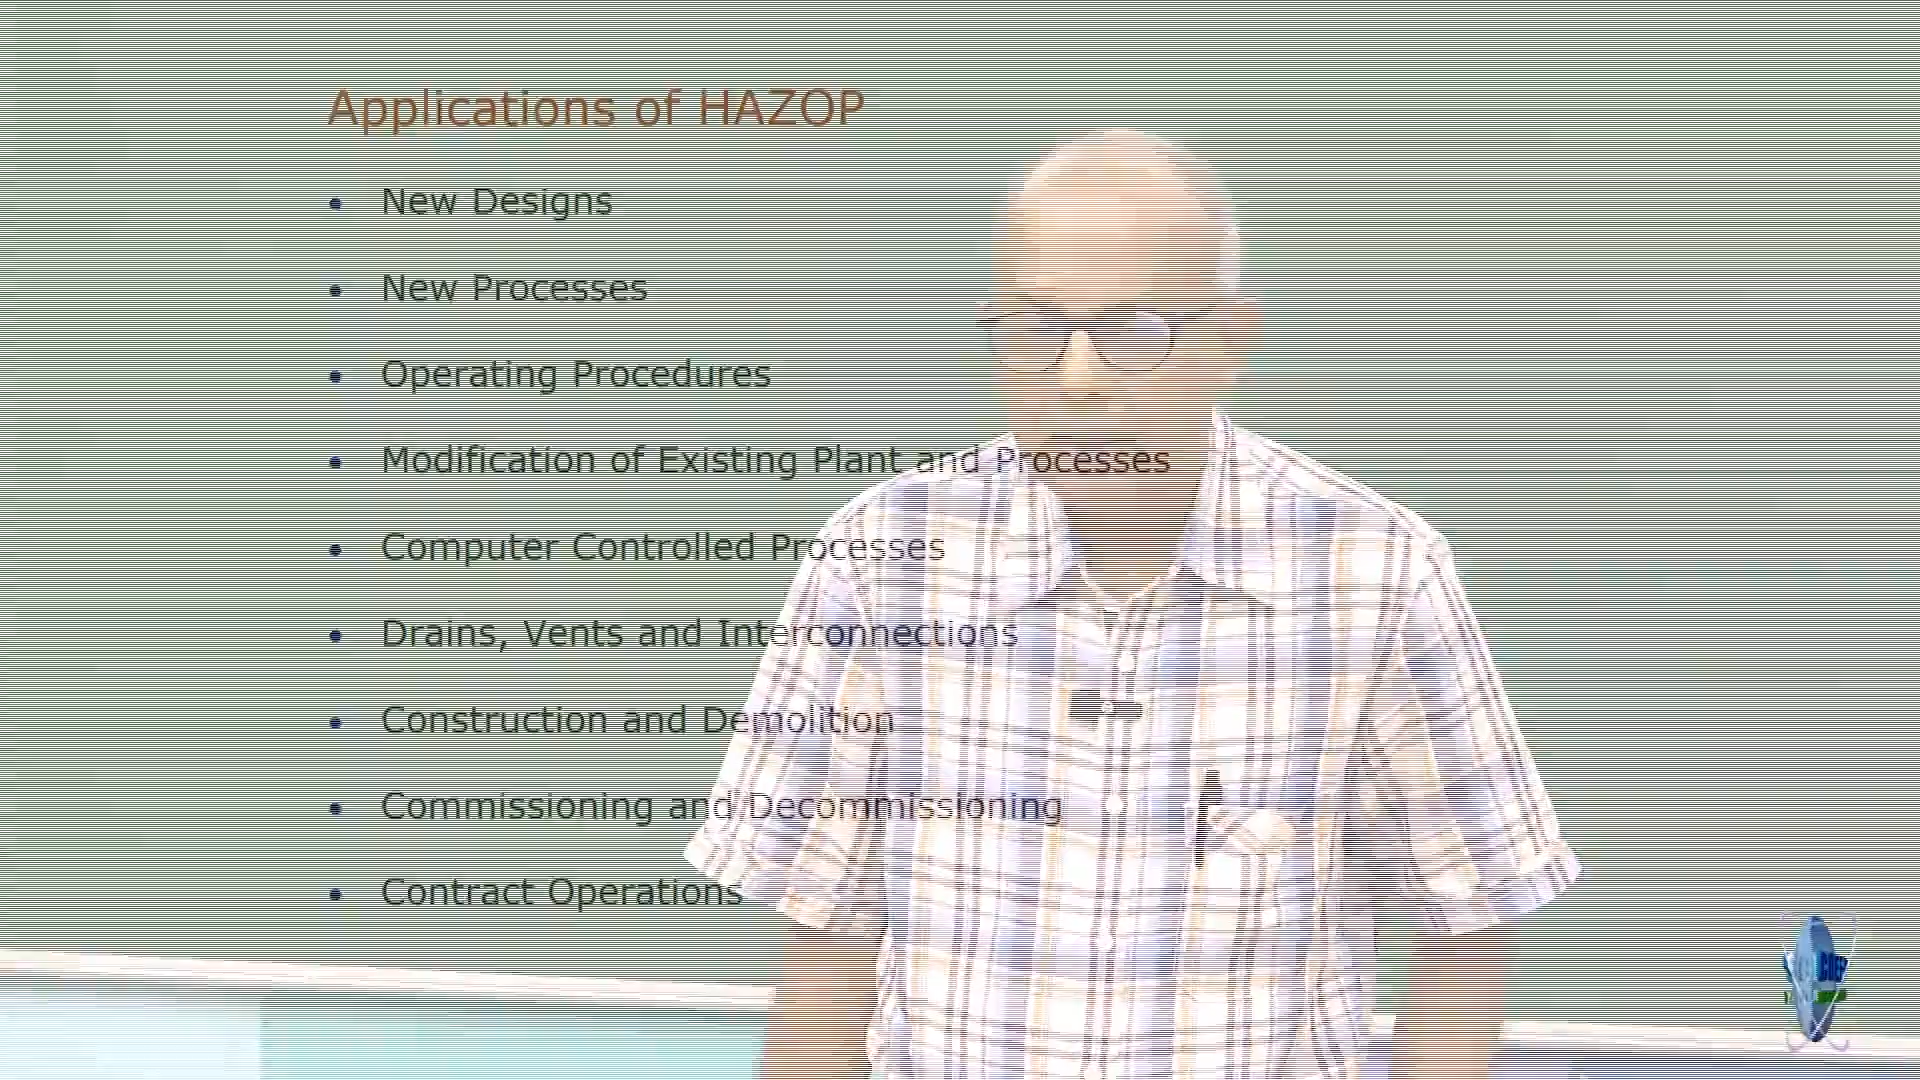 Applications of HAZOP
• New Designs
• New Processes
• Operating Procedures
• Modification of Existing Plant and Processes
• Computer Controlled Processes
• Drains, Vents and Interconnections
• Construction and Demolition
• Commissioning and Decommissioning
• Contract Operations